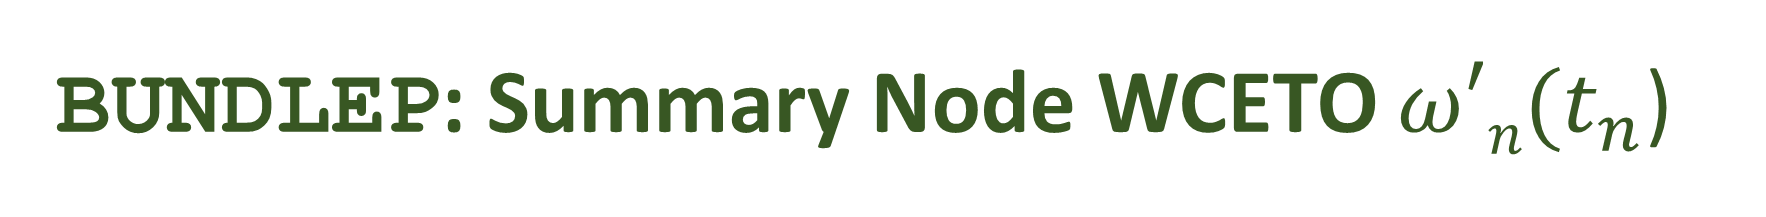 BUNDLEP: Summary Node WCETO ω′ₙ(tₙ)